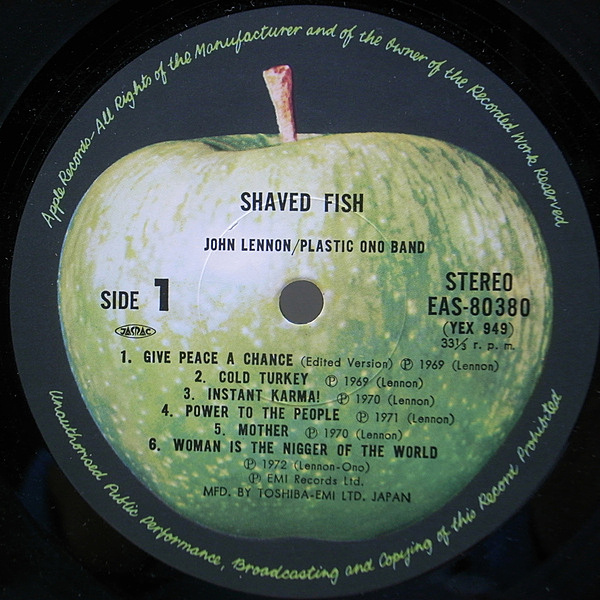 Apple Records-All Rights of the Manufacturer and of the Owner of the Recorded Work Reserved
SHAVED FISH
JOHN LENNON/PLASTIC ONO BAND
SIDE 1
JASRAC
STEREO
EAS-80380
(YEX 949)
33⅓ r. p. m.
1. GIVE PEACE A CHANCE (Edited Version) Ⓟ 1969 (Lennon)
2. COLD TURKEY Ⓟ 1969 (Lennon)
3. INSTANT KARMA! Ⓟ 1970 (Lennon)
4. POWER TO THE PEOPLE Ⓟ 1971 (Lennon)
5. MOTHER Ⓟ 1970 (Lennon)
6. WOMAN IS THE NIGGER OF THE WORLD
Ⓟ 1972 (Lennon-Ono)
Ⓟ EMI Records Ltd.
MFD. BY TOSHIBA-EMI LTD. JAPAN
Unauthorised Public Performance, Broadcasting and Copying of this Record Prohibited